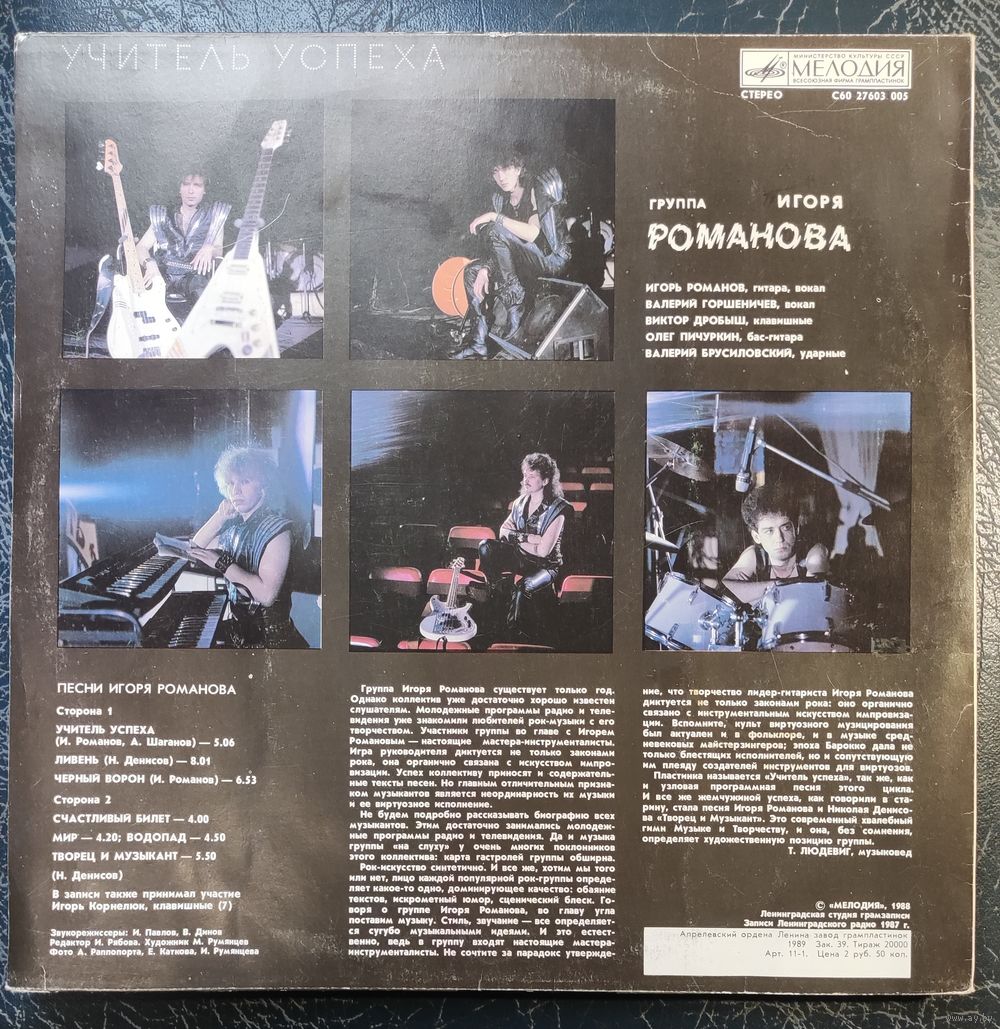 УЧИТЕЛЬ УСПЕХА
МИНИСТЕРСТВО КУЛЬТУРЫ СССР
МЕЛОДИЯ
ВСЕСОЮЗНАЯ ФИРМА ГРАМПЛАСТИНОК
СТЕРЕО С60 27603 005
ГРУППА ИГОРЯ
РОМАНОВА
ИГОРЬ РОМАНОВ, гитара, вокал
ВАЛЕРИЙ ГОРШЕНИЧЕВ, вокал
ВИКТОР ДРОБЫШ, клавишные
ОЛЕГ ПИЧУРКИН, бас-гитара
ВАЛЕРИЙ БРУСИЛОВСКИЙ, ударные
ПЕСНИ ИГОРЯ РОМАНОВА
Сторона 1
УЧИТЕЛЬ УСПЕХА
(И. Романов, А. Шаганов) — 5.06
ЛИВЕНЬ (Н. Денисов) — 8.01
ЧЕРНЫЙ ВОРОН (И. Романов) — 6.53
Сторона 2
СЧАСТЛИВЫЙ БИЛЕТ — 4.00
МИР — 4.20; ВОДОПАД — 4.50
ТВОРЕЦ И МУЗЫКАНТ — 5.50
(Н. Денисов)
В записи также принимал участие
Игорь Корнелюк, клавишные (7)
Звукорежиссеры: И. Павлов, В. Динов
Редактор И. Рябова. Художник М. Румянцев
Фото А. Раппопорта, Е. Каткова, И. Румянцева
Группа Игоря Романова существует только год.
Однако коллектив уже достаточно хорошо известен
слушателям. Молодежные программы радио и теле-
видения уже знакомили любителей рок-музыки с его
творчеством. Участники группы во главе с Игорем
Романовым — настоящие мастера-инструменталисты.
Игра руководителя диктуется не только законами
рока, она органично связана с искусством импро-
визации. Успех коллективу приносят и содержатель-
ные тексты песен. Но главным отличительным призна-
ком музыкантов является неординарность их музыки
и ее виртуозное исполнение.
Не будем подробно рассказывать биографию всех
музыкантов. Этим достаточно занимались молодеж-
ные программы радио и телевидения. Да и музыка
группы «на слуху» у очень многих поклонников
этого коллектива: карта гастролей группы обширна.
Рок-искусство синтетично. И все же, хотим мы того
или нет, лицо каждой популярной рок-группы опреде-
ляет какое-то одно, доминирующее качество: обаяние
текстов, искрометный юмор, сценический блеск. Го-
воря о группе Игоря Романова, во главу угла
поставим музыку. Стиль, звучание — все определяет-
ся сугубо музыкальными идеями. И это естест-
венно, ведь в группу входят настоящие мастера-
инструменталисты. Не сочтите за парадокс утвержде-
ние, что творчество лидер-гитариста Игоря Романова
диктуется не только законами рока: оно органично
связано с инструментальным искусством импровиза-
ции. Вспомните, культ виртуозного музицирования
был актуален и в фольклоре, и в музыке сред-
невековых майстерзингеров; эпоха Барокко дала не
только блестящих исполнителей, но и сопутствующую
им плеяду создателей инструментов для виртуозов.
Пластинка называется «Учитель успеха», так же, как
и узловая программная песня этого цикла.
И все же жемчужиной успеха, как говорили в ста-
рину, стала песня Игоря Романова и Николая Денисо-
ва «Творец и Музыкант». Это современный хвалебный
гимн Музыке и Творчеству, и она, без сомнения,
определяет художественную позицию группы.
Т. ЛЮДЕВИГ, музыковед
© «МЕЛОДИЯ», 1988
Ленинградская студия грамзаписи
Записи Ленинградского радио 1987 г.
Апрелевский ордена Ленина завод грампластинок
1989 Зак. 39. Тираж 20000
Арт. 11-1. Цена 2 руб. 50 коп.
www.ay.by